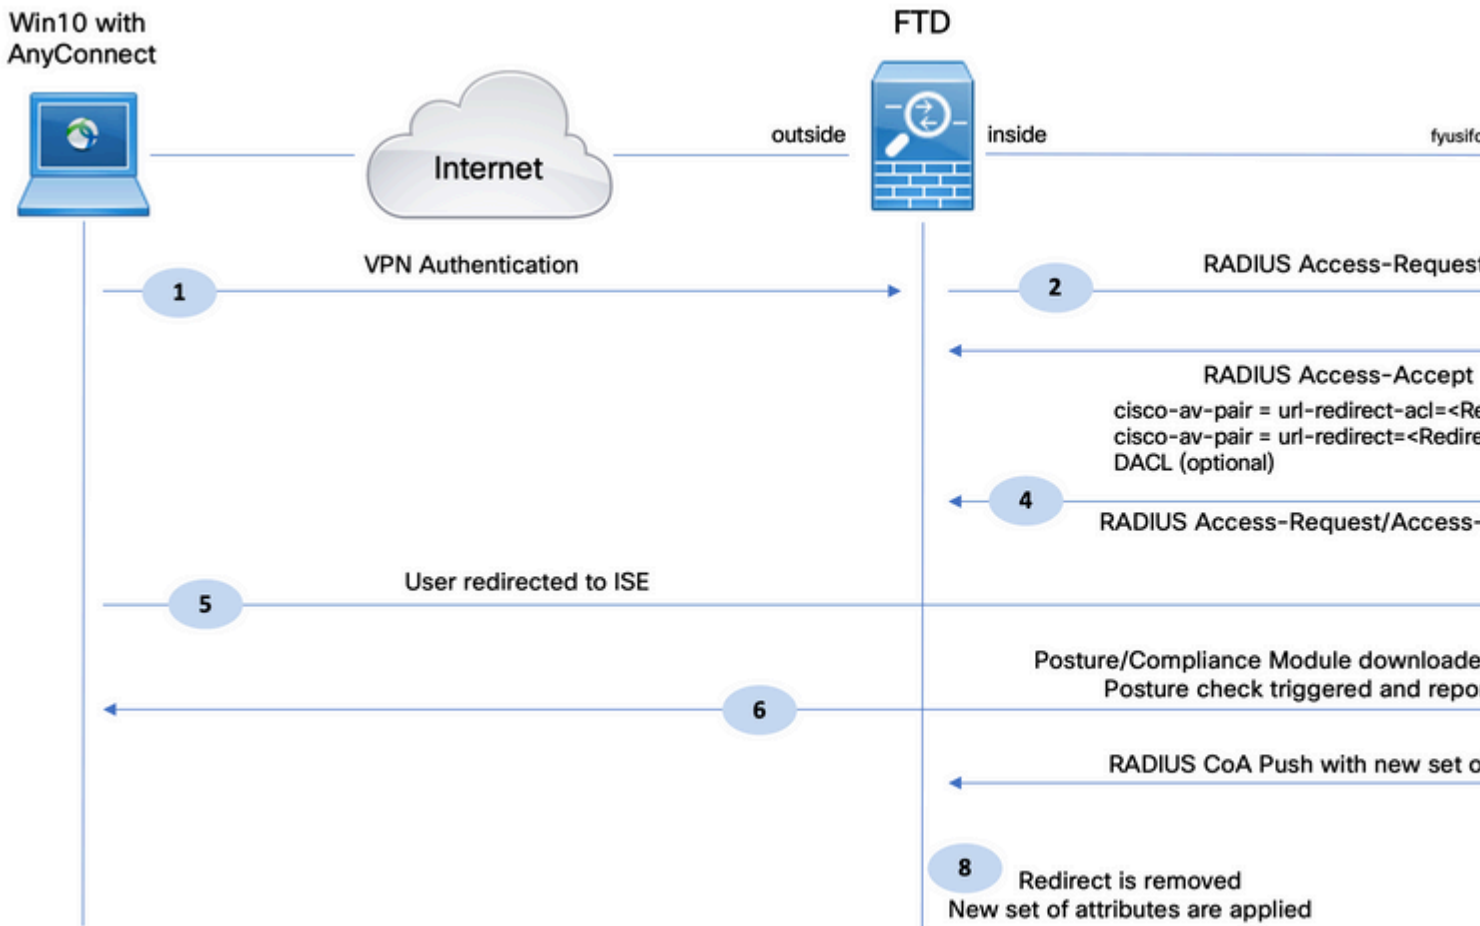 Win10 with
AnyConnect
FTD
Internet
outside
inside
VPN Authentication
1
2
RADIUS Access-Request
RADIUS Access-Accept
cisco-av-pair = url-redirect-acl=<Re
cisco-av-pair = url-redirect=<Redire
DACL (optional)
4
RADIUS Access-Request/Access-
User redirected to ISE
5
Posture/Compliance Module downloade
Posture check triggered and repo
6
RADIUS CoA Push with new set o
8
Redirect is removed
New set of attributes are applied